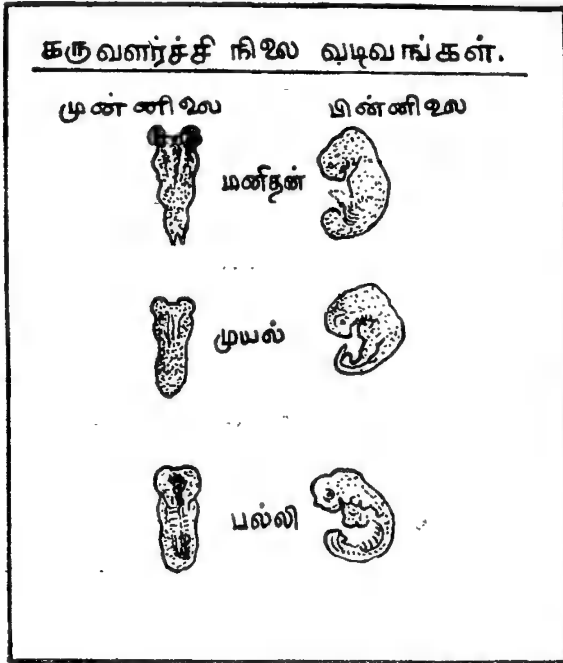 கருவளர்ச்சி நிலை வடிவங்கள்.
முன்னிலை பின்னிலை
மனிதன்
முயல்
பல்லி